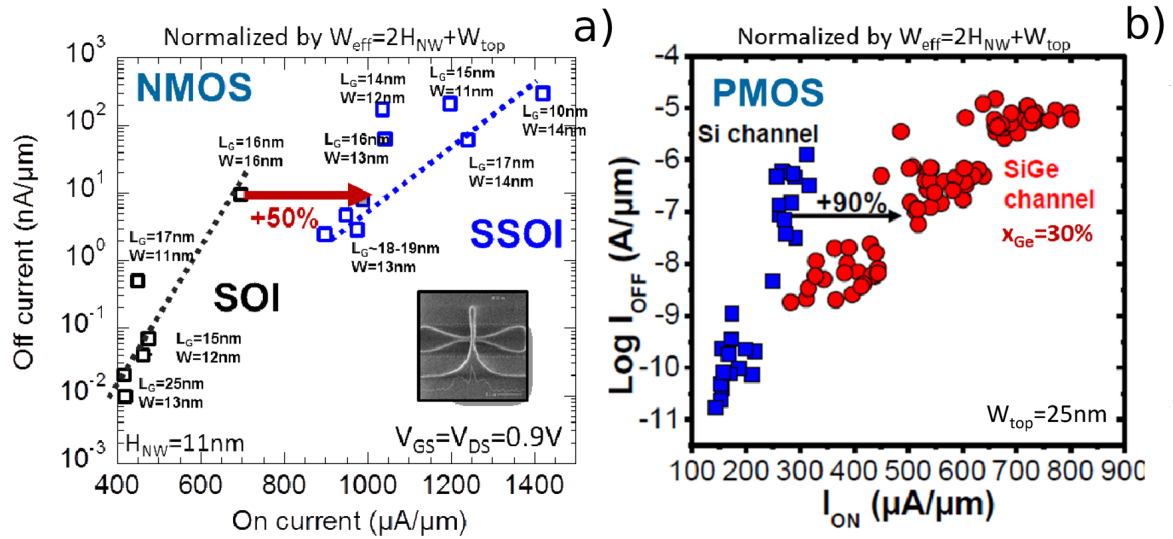 a)
Normalized by W_eff=2H_NW+W_top
NMOS
Off current (nA/µm)
10^3
10^2
10^1
10^0
10^-1
10^-2
10^-3
L_G=14nm
W=12nm
L_G=15nm
W=11nm
L_G=10nm
W=14nm
L_G=16nm
W=16nm
L_G=16nm
W=13nm
L_G=17nm
W=14nm
+50%
SSOI
L_G=17nm
W=11nm
L_G~18-19nm
W=13nm
SOI
L_G=15nm
W=12nm
L_G=25nm
W=13nm
H_NW=11nm
V_GS=V_DS=0.9V
400 600 800 1000 1200 1400
On current (µA/µm)
b)
Normalized by W_eff=2H_NW+W_top
PMOS
Log I_OFF (A/µm)
-4
-5
-6
-7
-8
-9
-10
-11
Si channel
SiGe
channel
x_Ge=30%
+90%
W_top=25nm
100 200 300 400 500 600 700 800 900
I_ON (µA/µm)